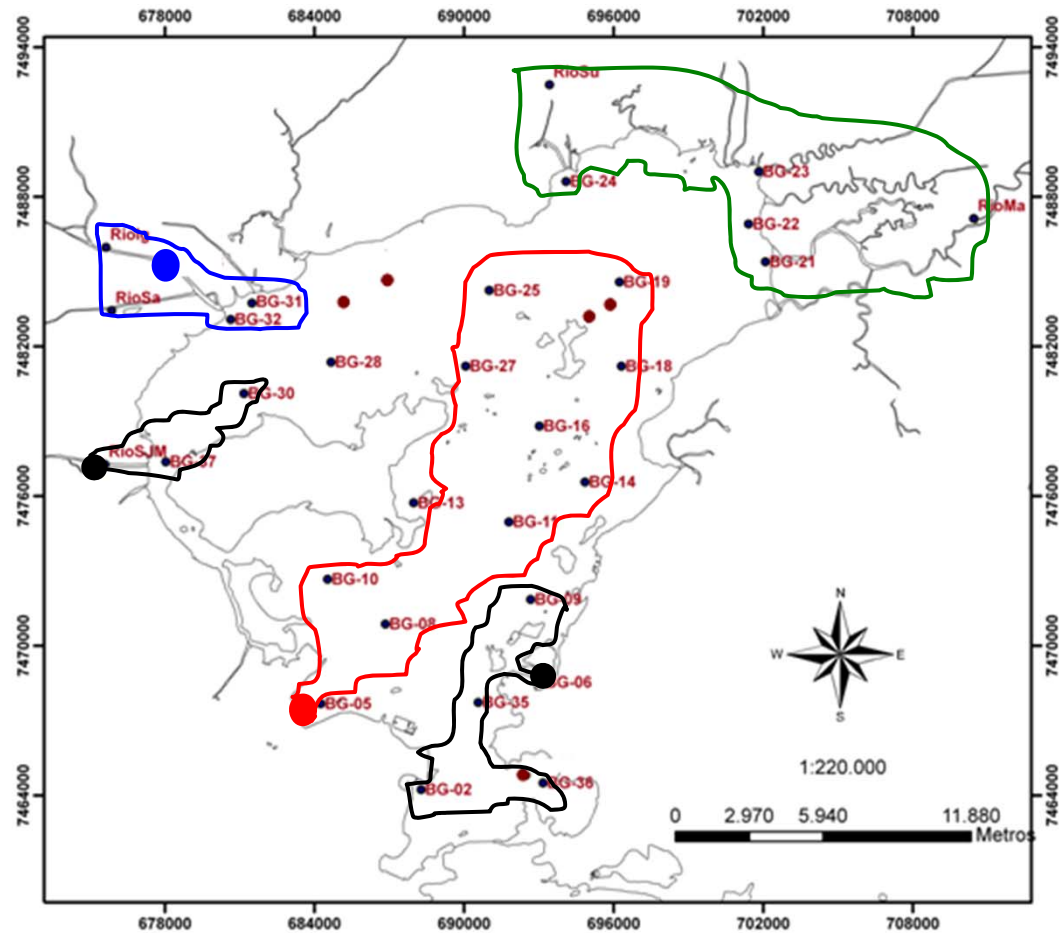 678000 684000 690000 696000 702000 708000
7494000 7494000
RioSu
BG-23
BG-24
7488000 7488000
RioMa
BG-22
RioIg
BG-21
BG-19
BG-25
RioSa
BG-31
BG-32
7482000 7482000
BG-28
BG-27
BG-18
BG-30
BG-16
RioSJM
BG-37
BG-14
7476000 7476000
BG-13
BG-11
BG-10
BG-09
N
BG-08
7470000 7470000
W E
BG-06
BG-35
BG-05
S
1:220.000
BG-36
BG-02
7464000 7464000
0 2.970 5.940 11.880
Metros
678000 684000 690000 696000 702000 708000